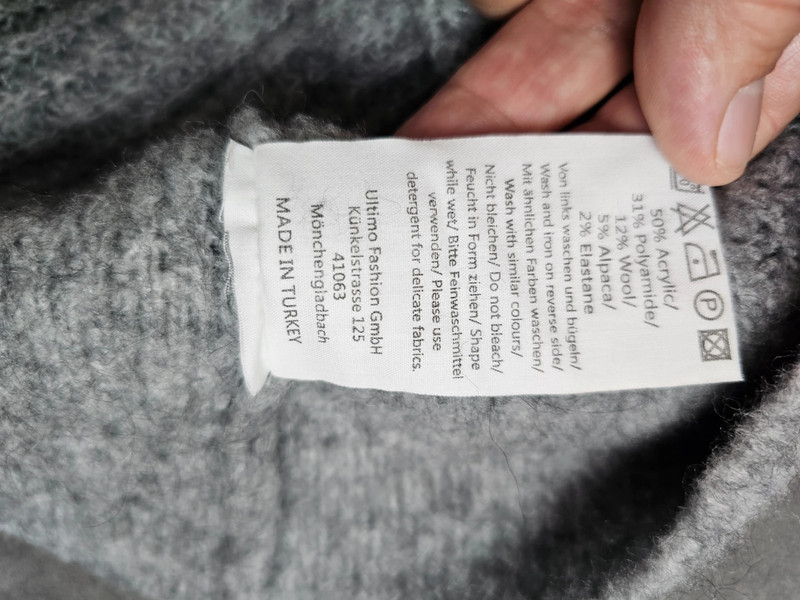 50% Acrylic/
31% Polyamide/
12% Wool/
5% Alpaca/
2% Elastane
Von links waschen und bügeln/
Wash and iron on reverse side/
Mit ähnlichen Farben waschen/
Wash with similar colours/
Nicht bleichen/ Do not bleach/
Feucht in Form ziehen/ Shape
while wet/ Bitte Feinwaschmittel
verwenden/ Please use
detergent for delicate fabrics.
Ultimo Fashion GmbH
Künkelstrasse 125
41063
Mönchengladbach
MADE IN TURKEY